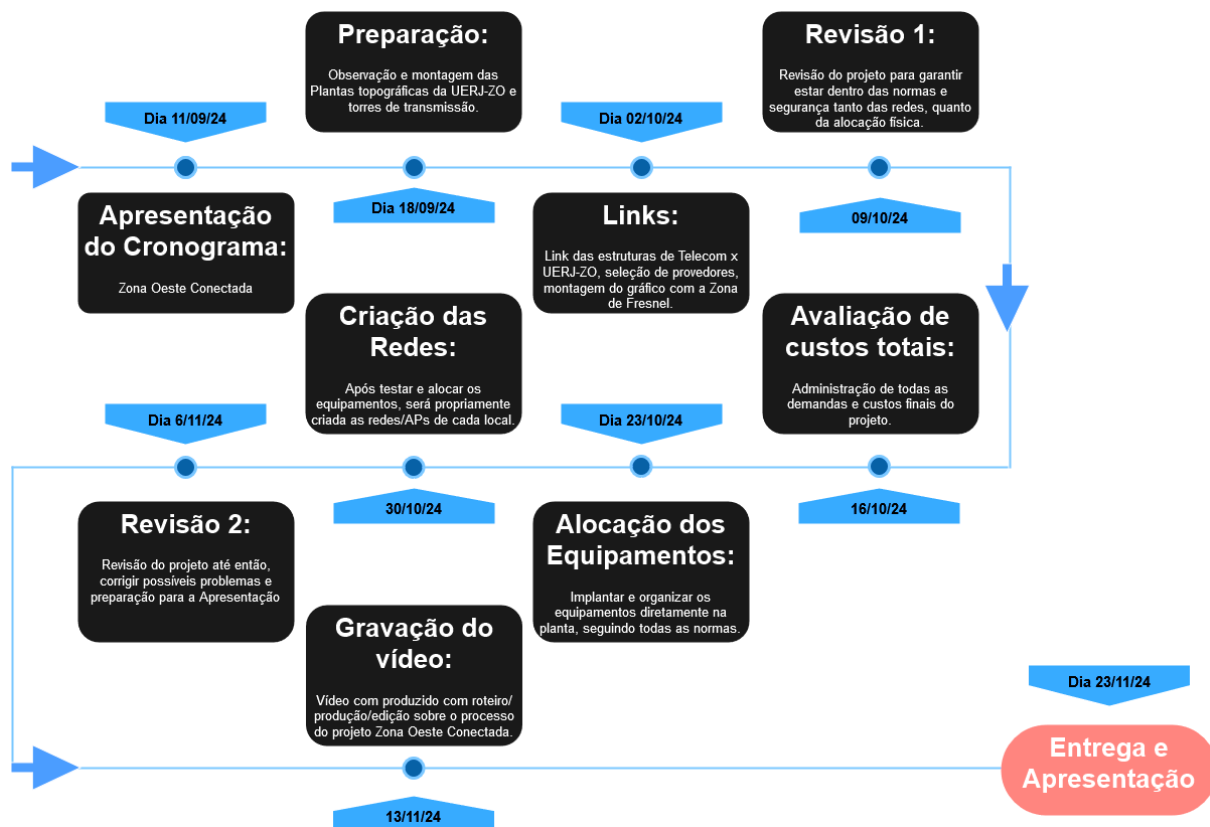 Preparação:
Observação e montagem das
Plantas topográficas da UERJ-ZO e
torres de transmissão.
Revisão 1:
Revisão do projeto para garantir
estar dentro das normas e
segurança tanto das redes, quanto
da alocação física.
Dia 11/09/24
Dia 02/10/24
Apresentação
do Cronograma:
Zona Oeste Conectada
Dia 18/09/24
Links:
Link das estruturas de Telecom x
UERJ-ZO, seleção de provedores,
montagem do gráfico com a Zona
de Fresnel.
09/10/24
Criação das
Redes:
Após testar e alocar os
equipamentos, será propriamente
criada as redes/APs de cada local.
Avaliação de
custos totais:
Administração de todas as
demandas e custos finais do
projeto.
Dia 6/11/24
Dia 23/10/24
Revisão 2:
Revisão do projeto até então,
corrigir possíveis problemas e
preparação para a Apresentação
30/10/24
Alocação dos
Equipamentos:
Implantar e organizar os
equipamentos diretamente na
planta, seguindo todas as normas.
16/10/24
Gravação do
vídeo:
Vídeo com produzido com roteiro/
produção/edição sobre o processo
do projeto Zona Oeste Conectada.
Dia 23/11/24
Entrega e
Apresentação
13/11/24